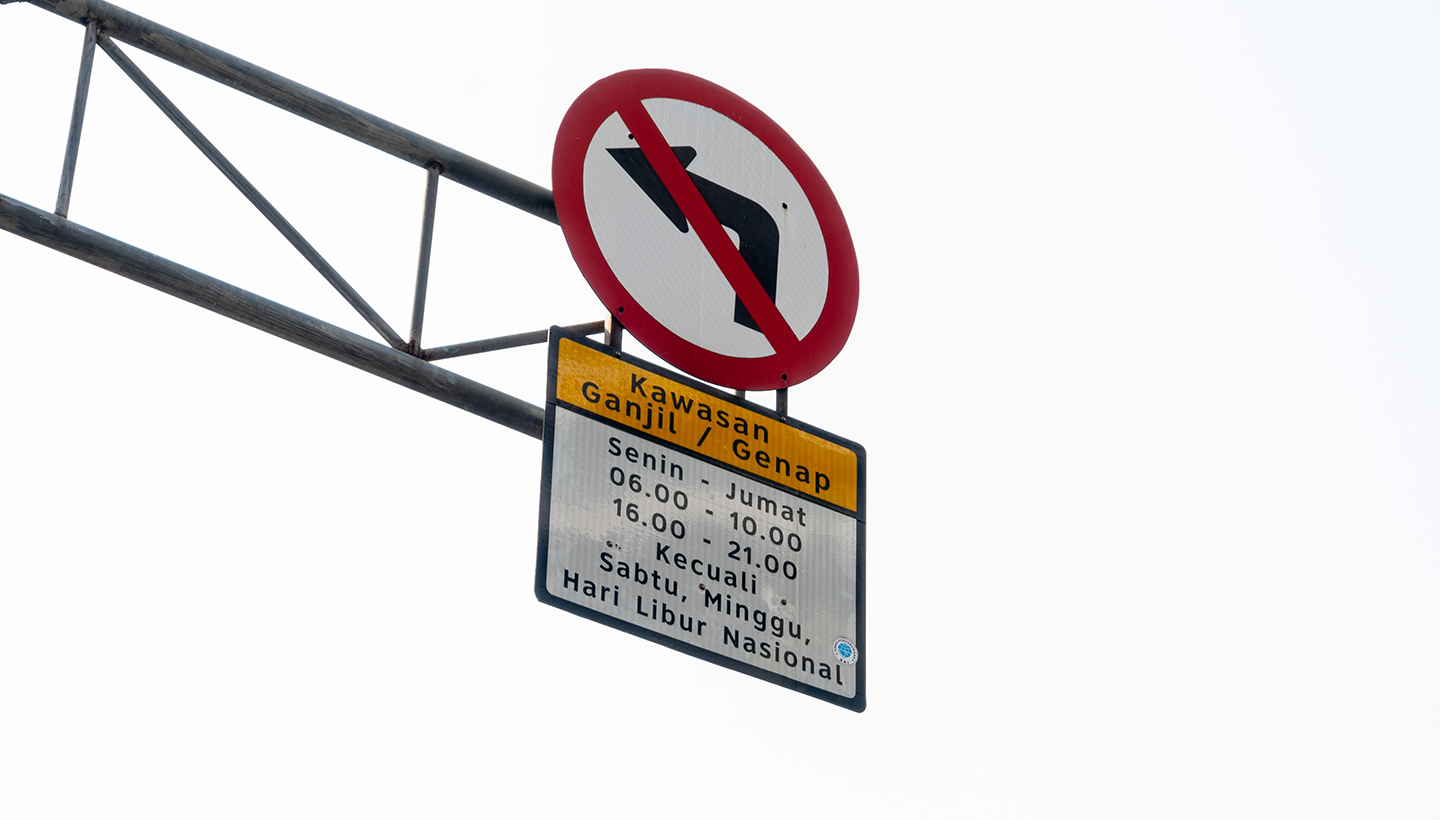 Kawasan
Ganjil / Genap
Senin - Jumat
06.00 - 10.00
16.00 - 21.00
Kecuali
Sabtu, Minggu,
Hari Libur Nasional